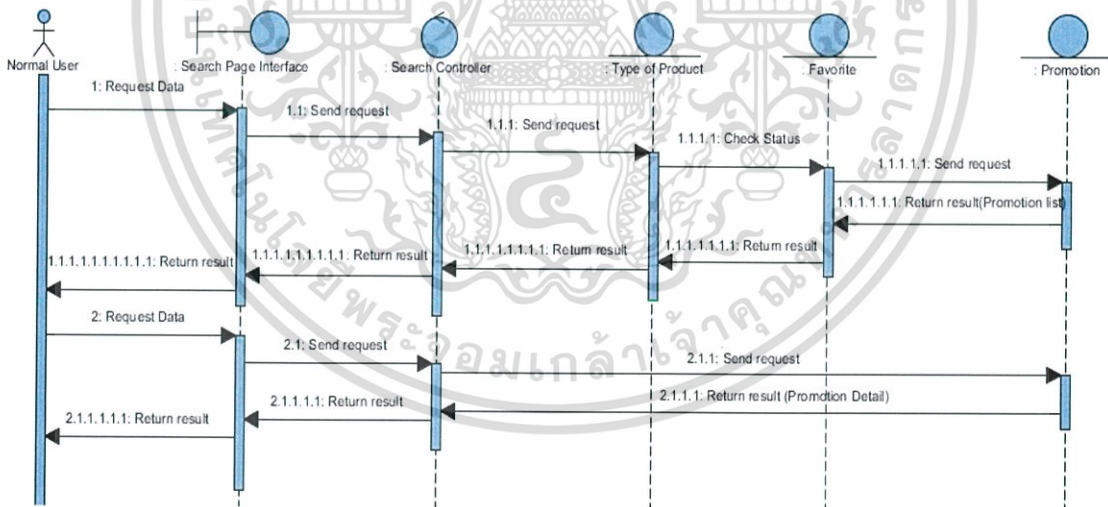 Normal User
: Search Page Interface
: Search Controller
: Type of Product
: Favorite
: Promotion
1: Request Data
1.1: Send request
1.1.1: Send request
1.1.1.1: Check Status
1.1.1.1.1: Send request
1.1.1.1.1.1: Return result(Promotion list)
1.1.1.1.1.1.1: Return result
1.1.1.1.1.1.1.1: Return result
1.1.1.1.1.1.1.1.1: Return result
1.1.1.1.1.1.1.1.1.1: Return result
2: Request Data
2.1: Send request
2.1.1: Send request
2.1.1.1: Return result (Promotion Detail)
2.1.1.1.1: Return result
2.1.1.1.1.1: Return result